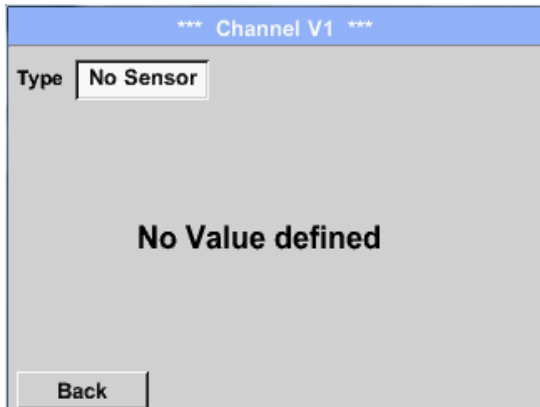 *** Channel V1 ***
Type No Sensor
No Value defined
Back